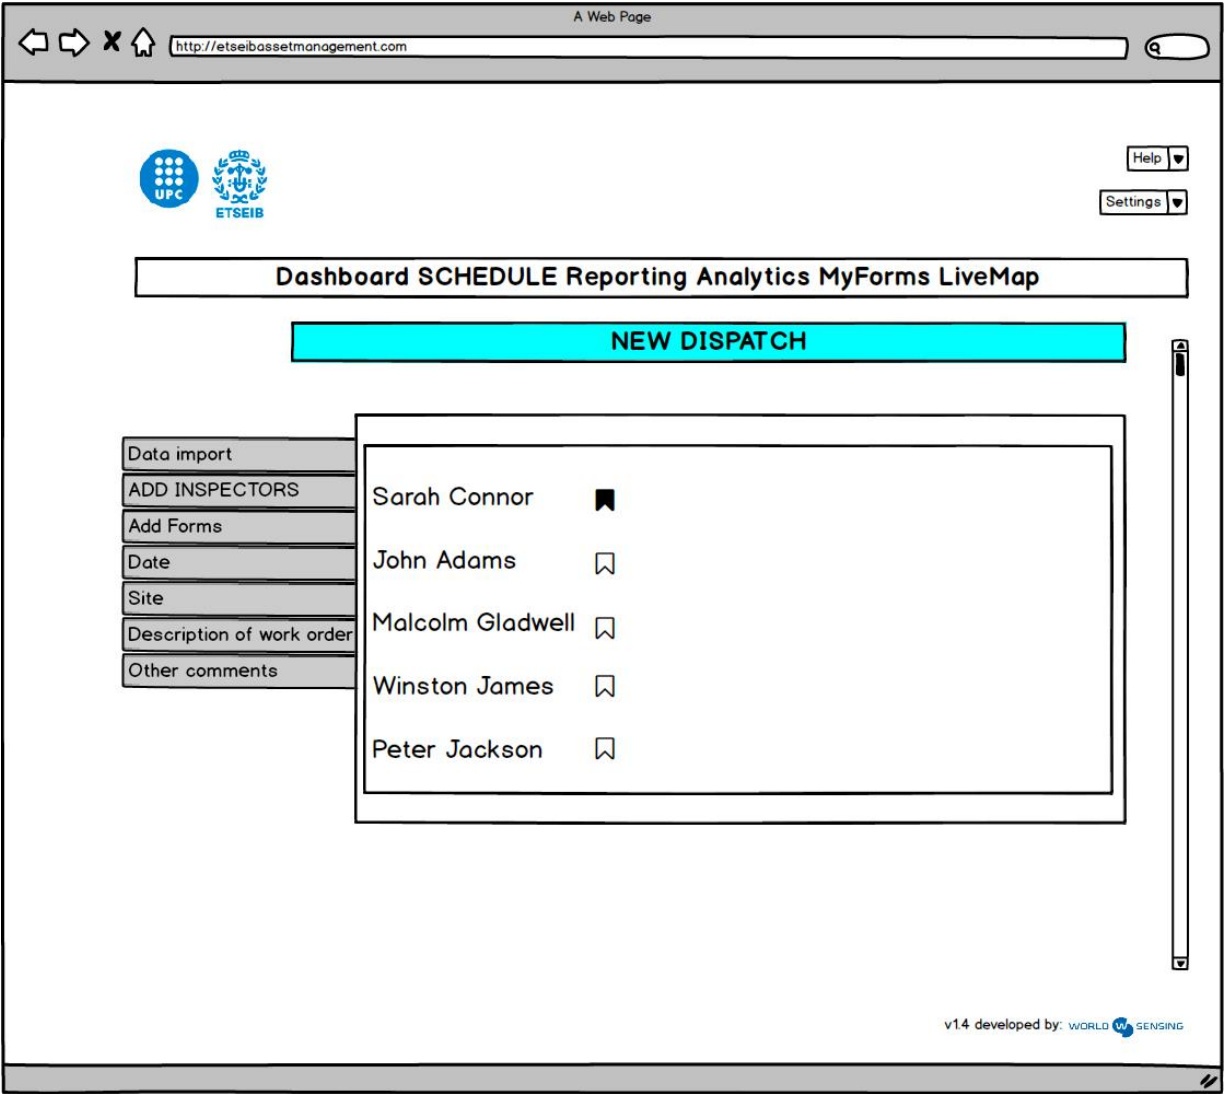 A Web Page
http://etseibassetmanagement.com
UPC
ETSEIB
Help
Settings
Dashboard SCHEDULE Reporting Analytics MyForms LiveMap
NEW DISPATCH
Data import
ADD INSPECTORS
Add Forms
Date
Site
Description of work order
Other comments
Sarah Connor
John Adams
Malcolm Gladwell
Winston James
Peter Jackson
v1.4 developed by: WORLD W SENSING